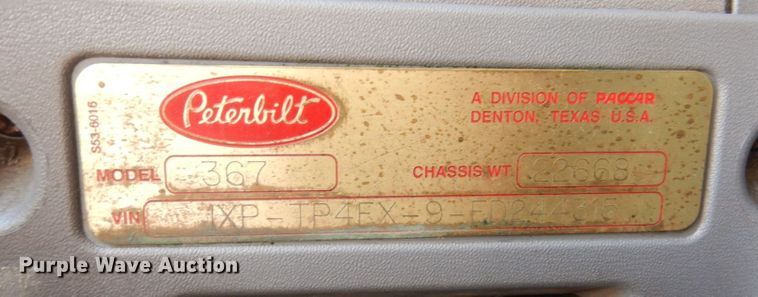 Peterbilt
A DIVISION OF PACCAR
DENTON, TEXAS U.S.A.
S53-6016
MODEL 367
CHASSIS WT. 22668
VIN 1XP-TP4EX-9-ED244315
Purple Wave Auction